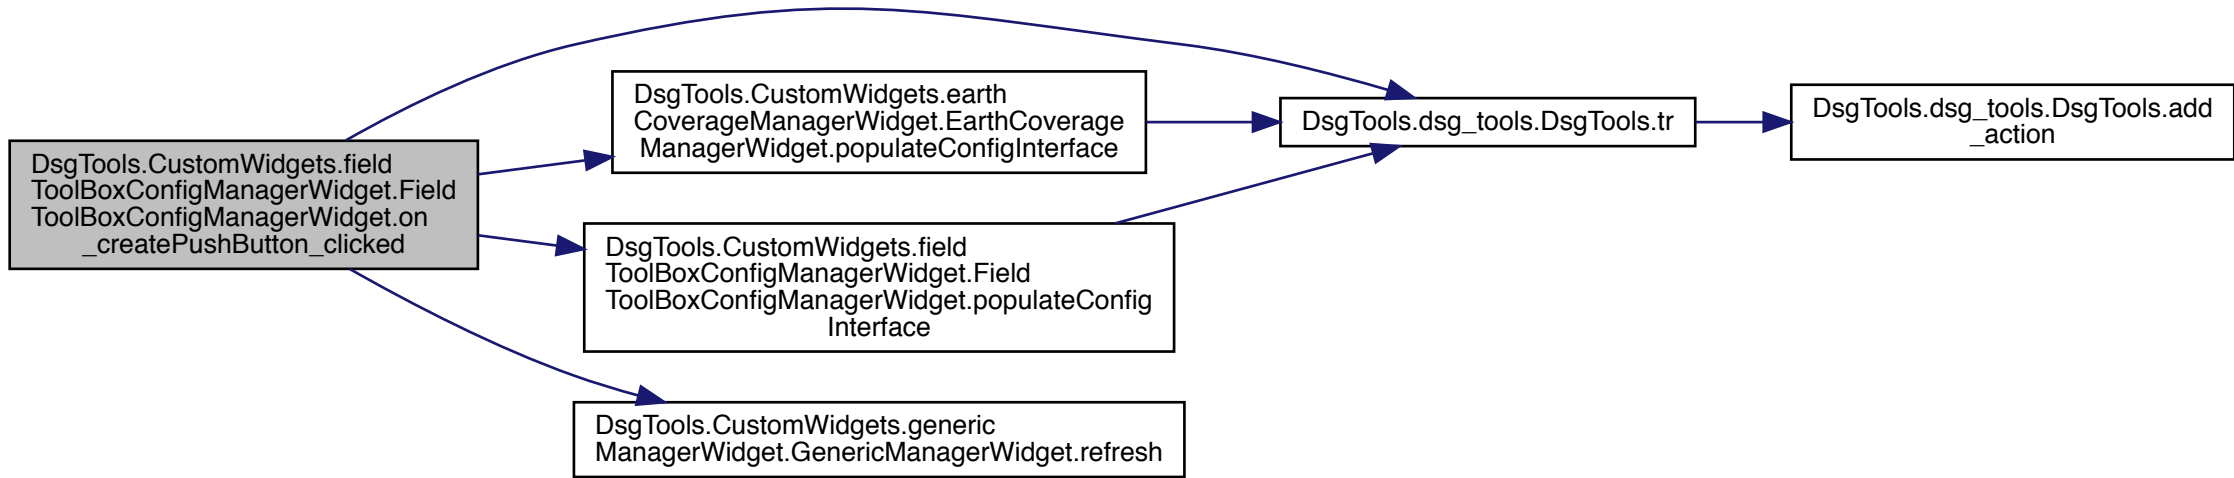 DsgTools.CustomWidgets.field
ToolBoxConfigManagerWidget.Field
ToolBoxConfigManagerWidget.on
_createPushButton_clicked
DsgTools.CustomWidgets.earth
CoverageManagerWidget.EarthCoverage
ManagerWidget.populateConfigInterface
DsgTools.CustomWidgets.field
ToolBoxConfigManagerWidget.Field
ToolBoxConfigManagerWidget.populateConfig
Interface
DsgTools.CustomWidgets.generic
ManagerWidget.GenericManagerWidget.refresh
DsgTools.dsg_tools.DsgTools.tr
DsgTools.dsg_tools.DsgTools.add
_action